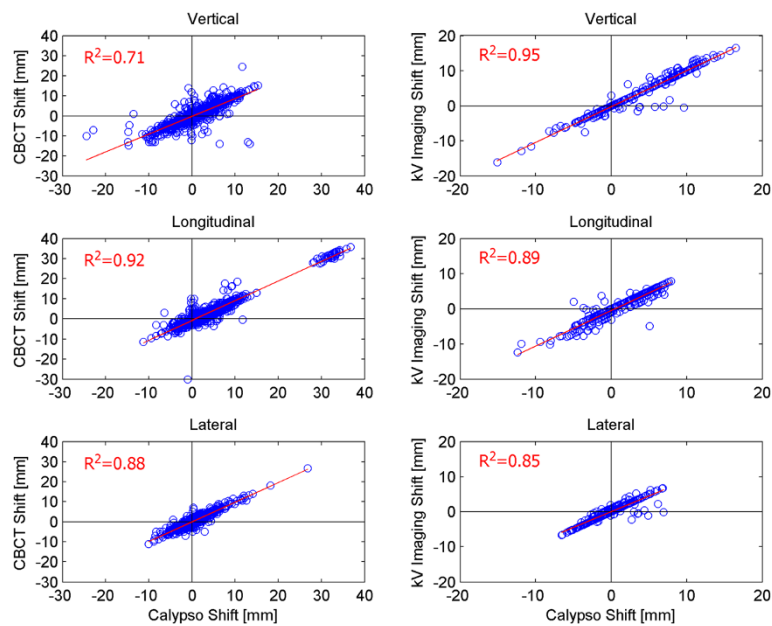 Vertical
Vertical
R²=0.71
R²=0.95
CBCT Shift [mm]
40
30
20
10
0
-10
-20
-30
-30 -20 -10 0 10 20 30 40
kV Imaging Shift [mm]
20
10
0
-10
-20
-20 -10 0 10 20
Longitudinal
Longitudinal
R²=0.92
R²=0.89
CBCT Shift [mm]
40
30
20
10
0
-10
-20
-30
-30 -20 -10 0 10 20 30 40
kV Imaging Shift [mm]
20
10
0
-10
-20
-20 -10 0 10 20
Lateral
Lateral
R²=0.88
R²=0.85
CBCT Shift [mm]
40
30
20
10
0
-10
-20
-30
-30 -20 -10 0 10 20 30 40
Calypso Shift [mm]
kV Imaging Shift [mm]
20
10
0
-10
-20
-20 -10 0 10 20
Calypso Shift [mm]